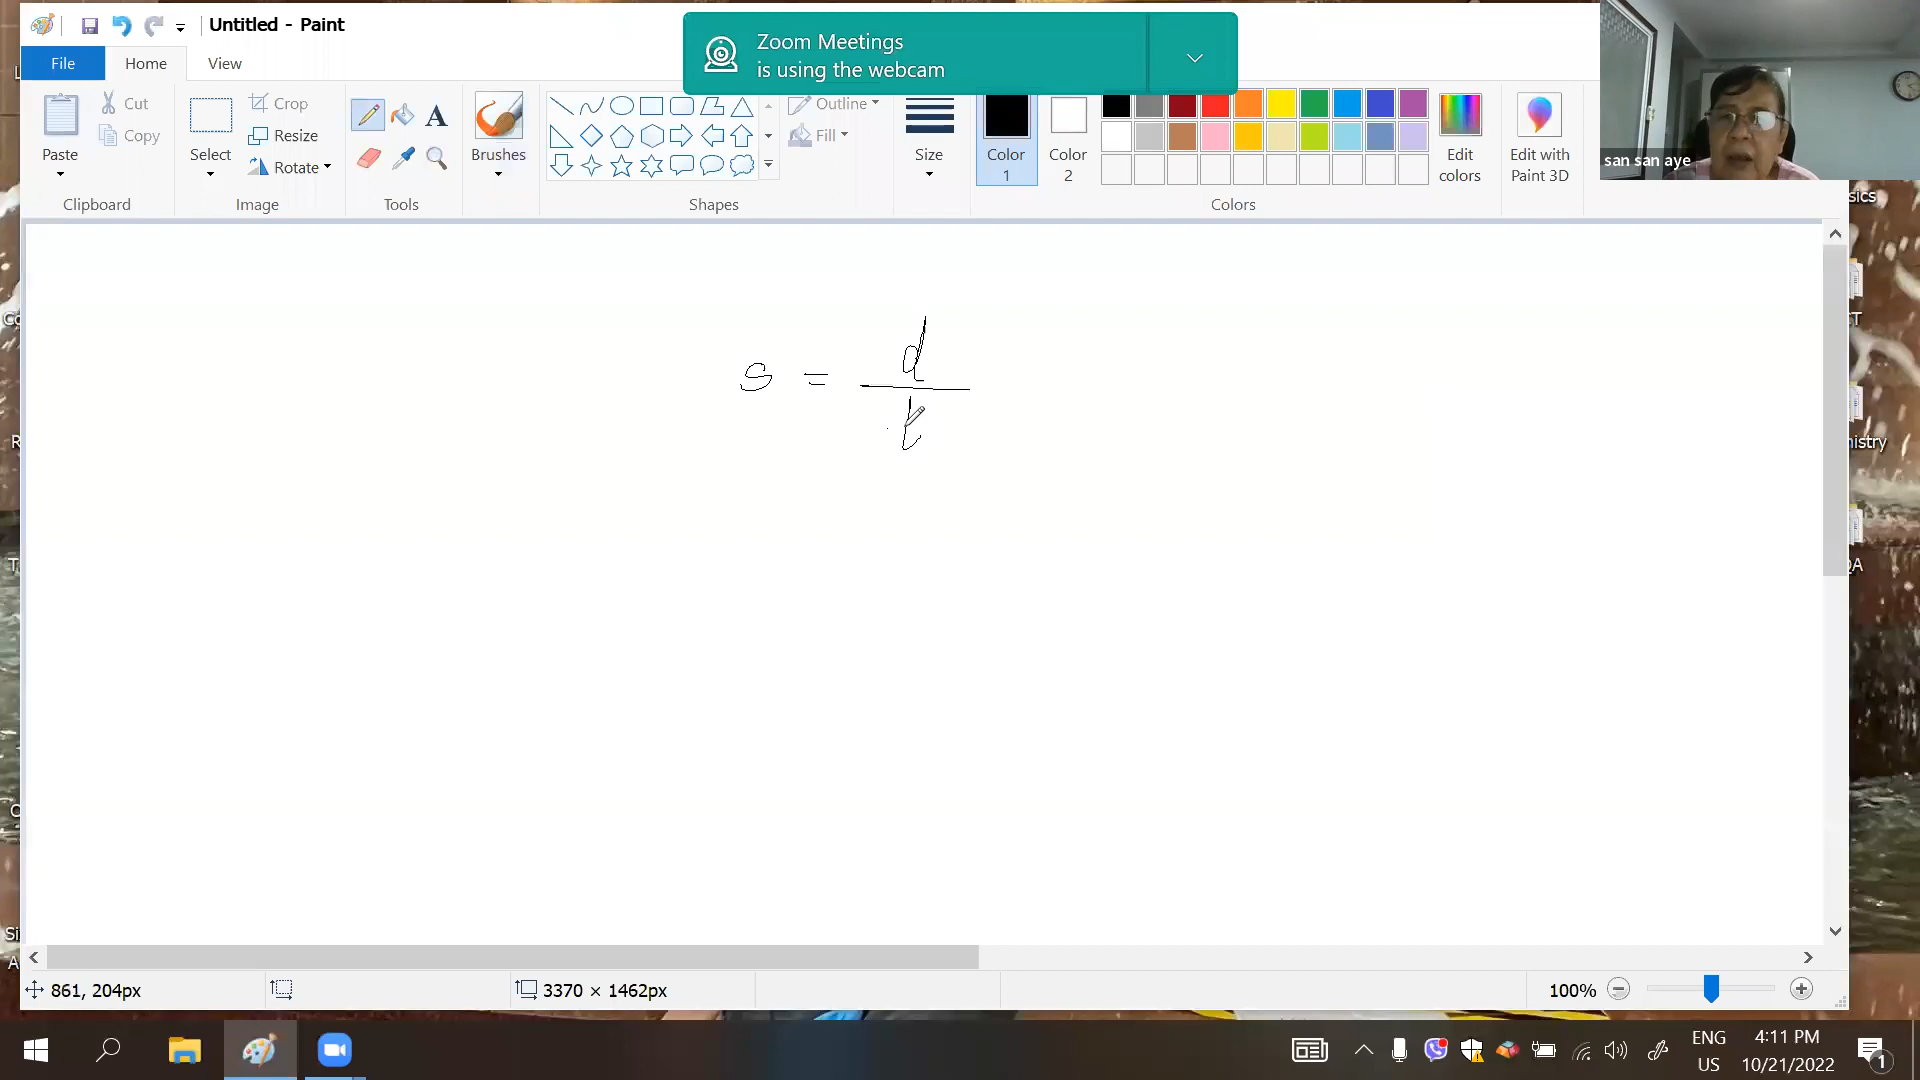 Untitled - Paint
Zoom Meetings
is using the webcam
File Home View
Cut
Copy
Paste
Clipboard
Select
Crop
Resize
Rotate
Image
Tools
Brushes
Shapes
Outline
Fill
Size
Color
1
Color
2
Colors
Edit
colors
Edit with
Paint 3D
san san aye
s = d
t
861, 204px
3370 × 1462px
100%
ENG
US
4:11 PM
10/21/2022
1